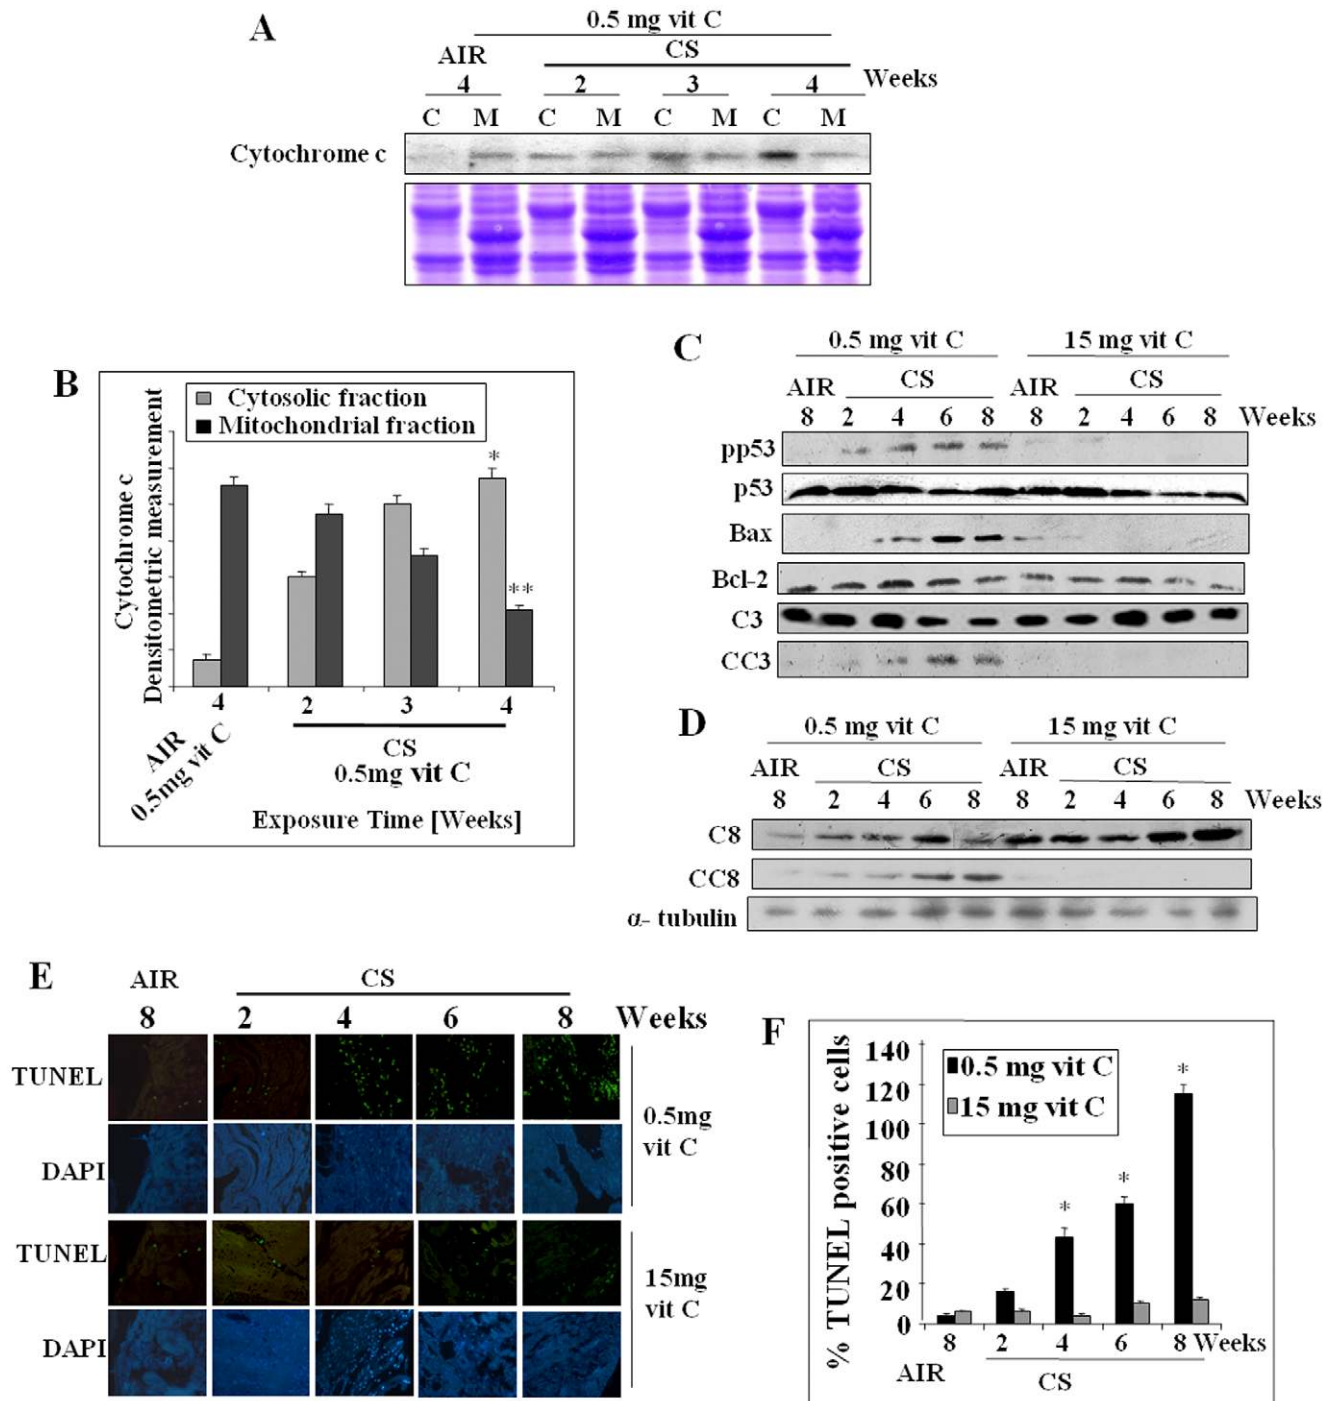 A
0.5 mg vit C
AIR
CS
4 2 3 4 Weeks
C M C M C M C M
Cytochrome c
B
Cytosolic fraction
Mitochondrial fraction
Cytochrome c
Densitometric measurement
*
**
4 2 3 4
AIR
0.5mg vit C
CS
0.5mg vit C
Exposure Time [Weeks]
C
0.5 mg vit C 15 mg vit C
AIR CS AIR CS
8 2 4 6 8 8 2 4 6 8 Weeks
pp53
p53
Bax
Bcl-2
C3
CC3
D
0.5 mg vit C 15 mg vit C
AIR CS AIR CS
8 2 4 6 8 8 2 4 6 8 Weeks
C8
CC8
α- tubulin
E
AIR CS
8 2 4 6 8 Weeks
TUNEL
DAPI
0.5mg
vit C
TUNEL
DAPI
15mg
vit C
F
% TUNEL positive cells
140
120
100
80
60
40
20
0
0.5 mg vit C
15 mg vit C
*
*
*
8 2 4 6 8 Weeks
AIR CS